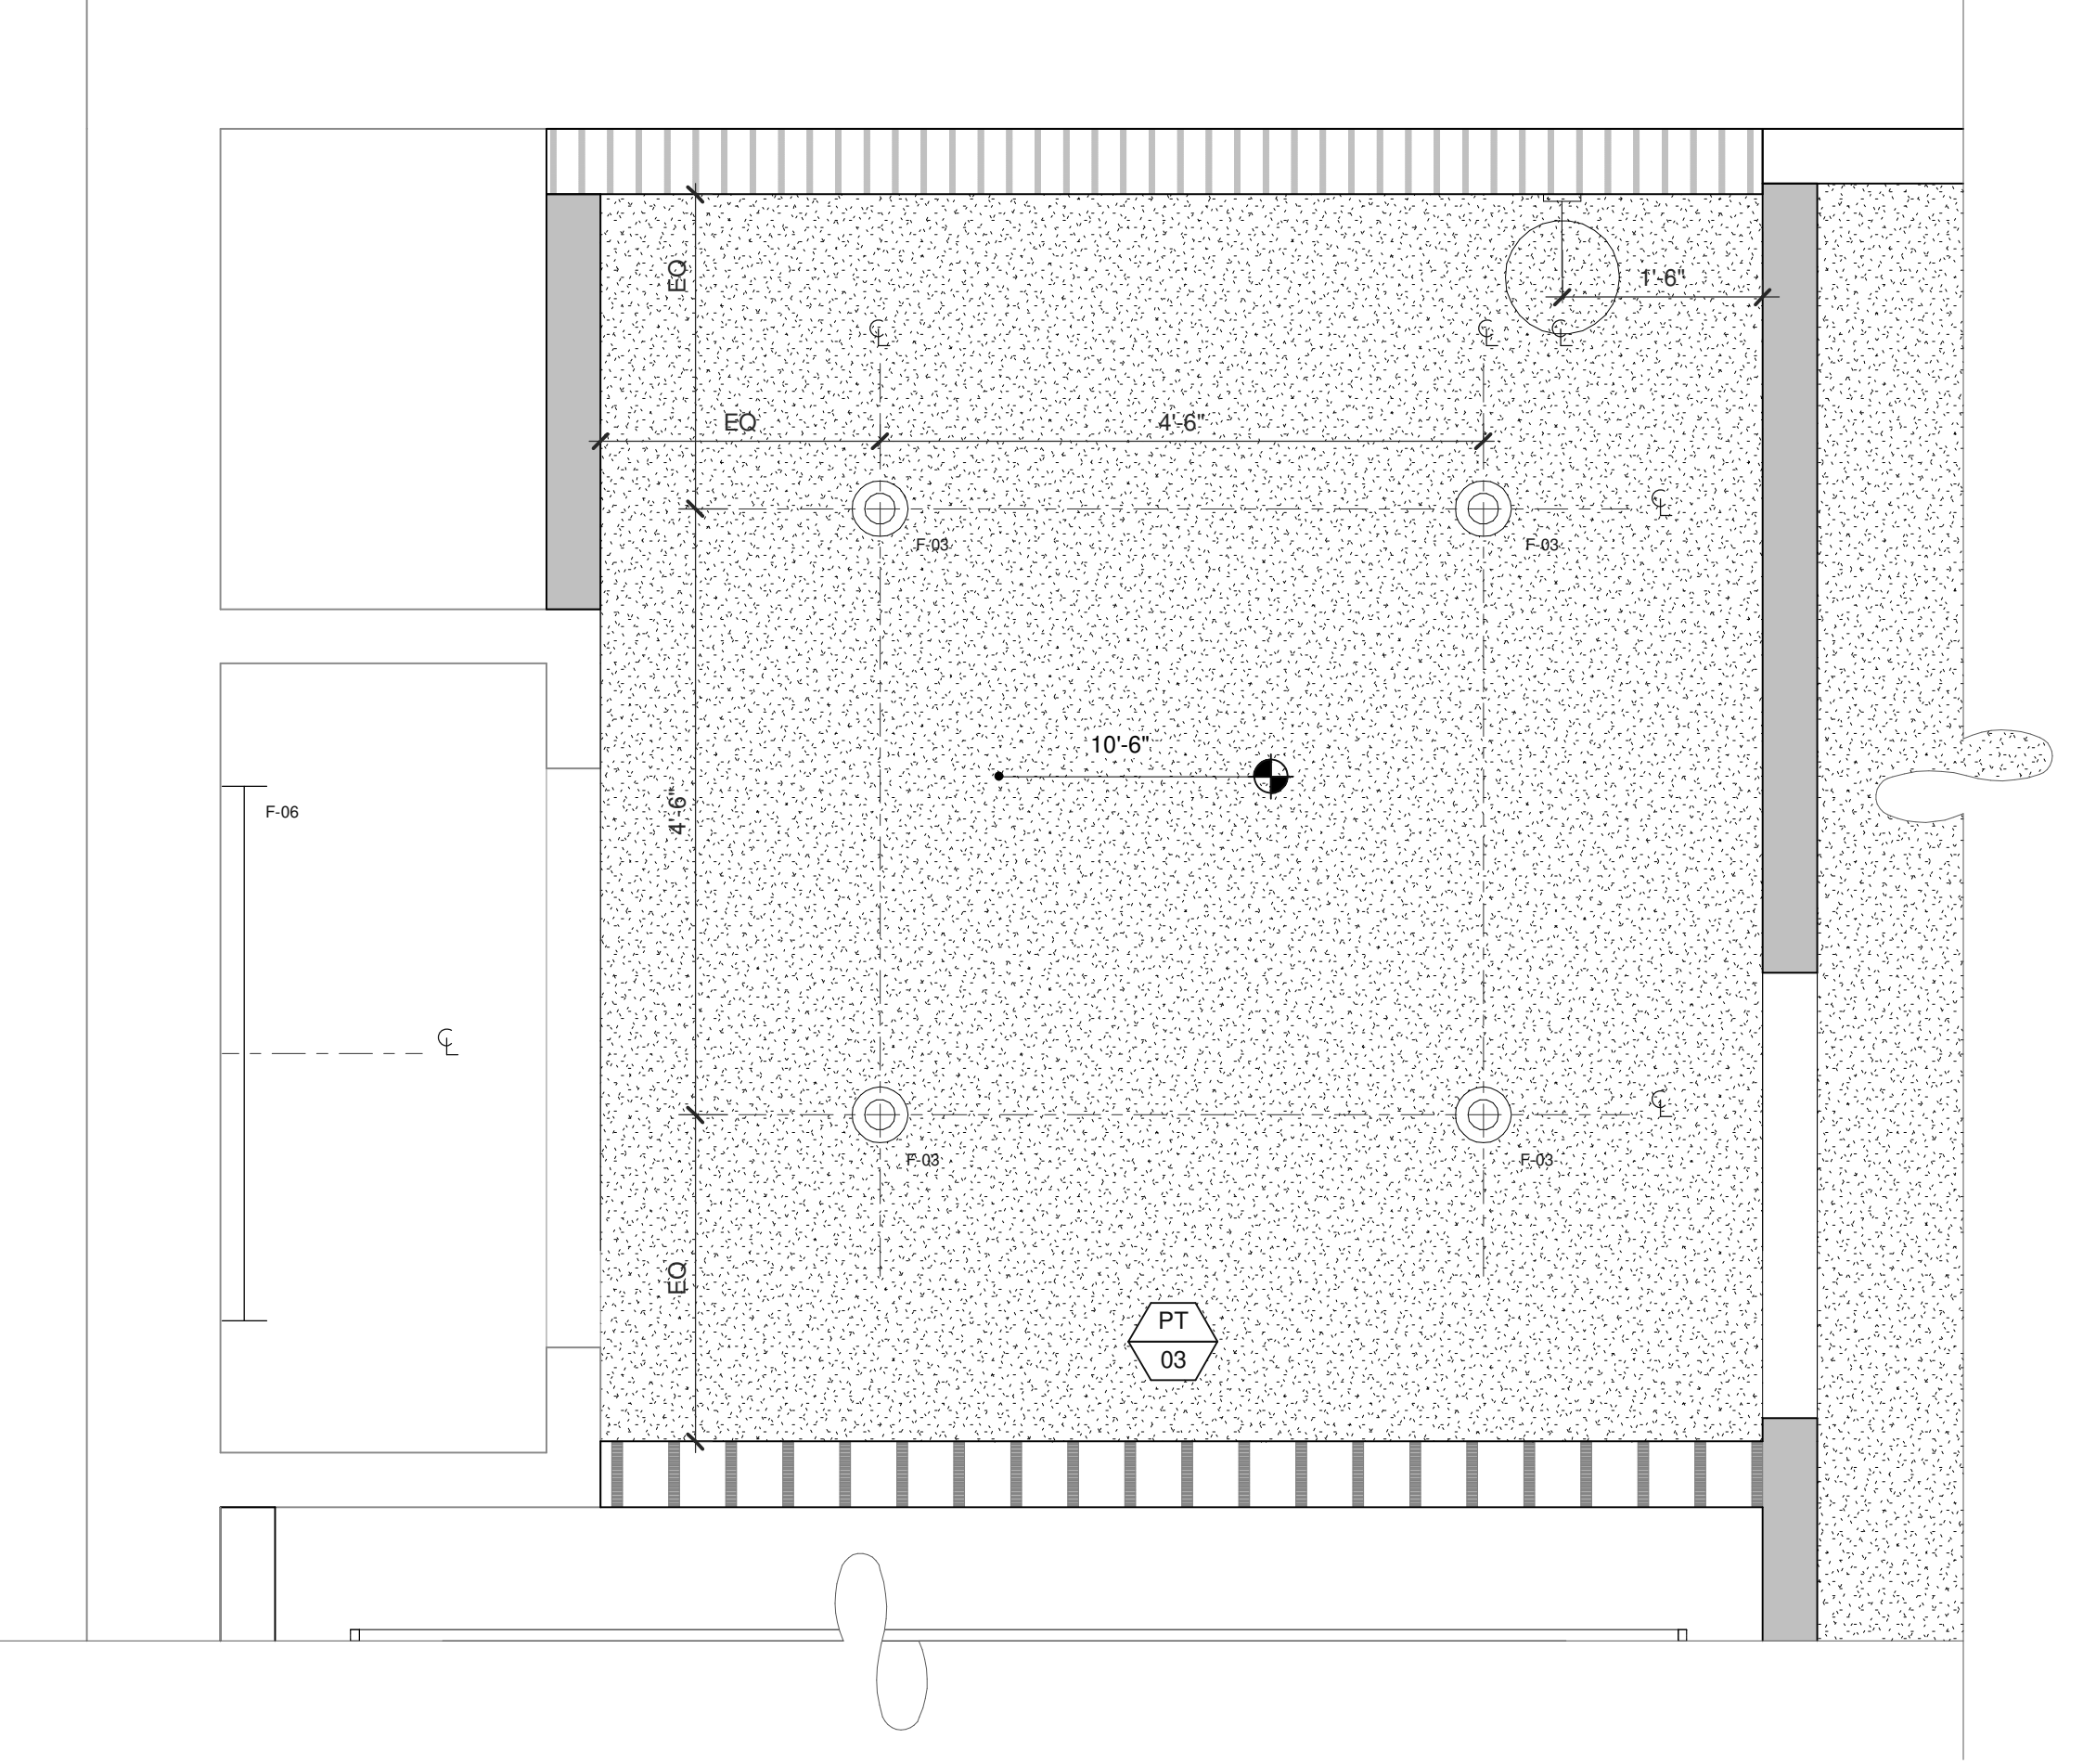 EQ
1'-6"
℄
℄
℄
EQ
4'-6"
℄
F-03
F-03
10'-6"
4'-6"
F-06
℄
℄
F-03
F-03
EQ
PT
03